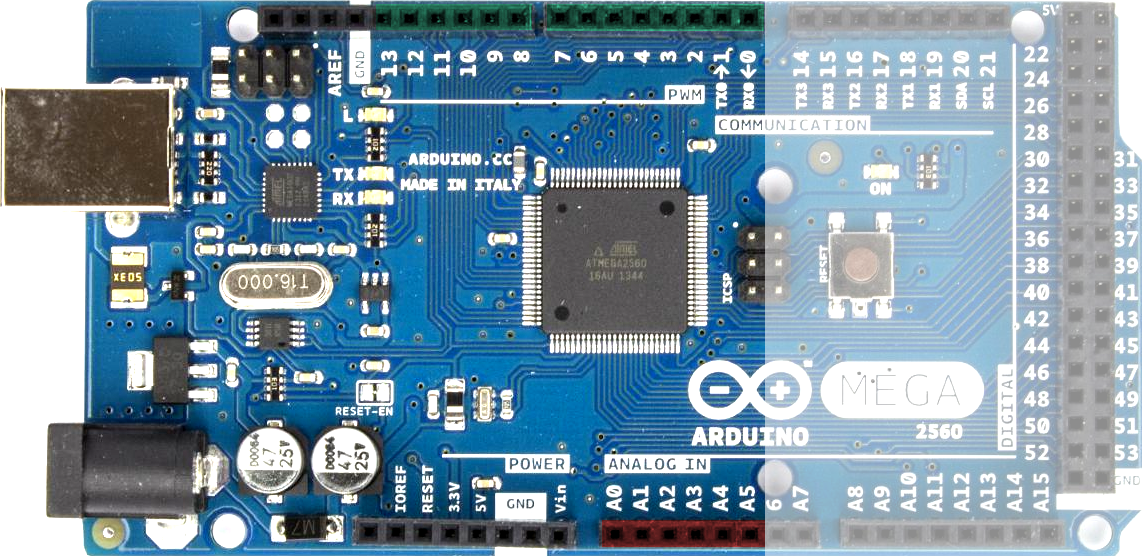 5V
AREF
GND
13
12
11
10
9
8
7
6
5
4
3
2
TX0→1
RX0←0
TX3 14
RX3 15
TX2 16
RX2 17
TX1 18
RX1 19
SDA 20
SCL 21
PWM
COMMUNICATION
22
24
26
28
30 31
32 33
34 35
36 37
38 39
40 41
42 43
44 45
46 47
48 49
50 51
52 53
GND
DIGITAL
L
TX
RX
ARDUINO.CC
MADE IN ITALY
ON
RESET
ICSP
ATMEL
ATMEGA2560
16AU 1344
T16.000
RESET-EN
MEGA
ARDUINO
2560
47
25V
47
25V
M7
POWER
ANALOG IN
IOREF
RESET
3.3V
5V
GND
Vin
A0
A1
A2
A3
A4
A5
6
A7
A8
A9
A10
A11
A12
A13
A14
A15